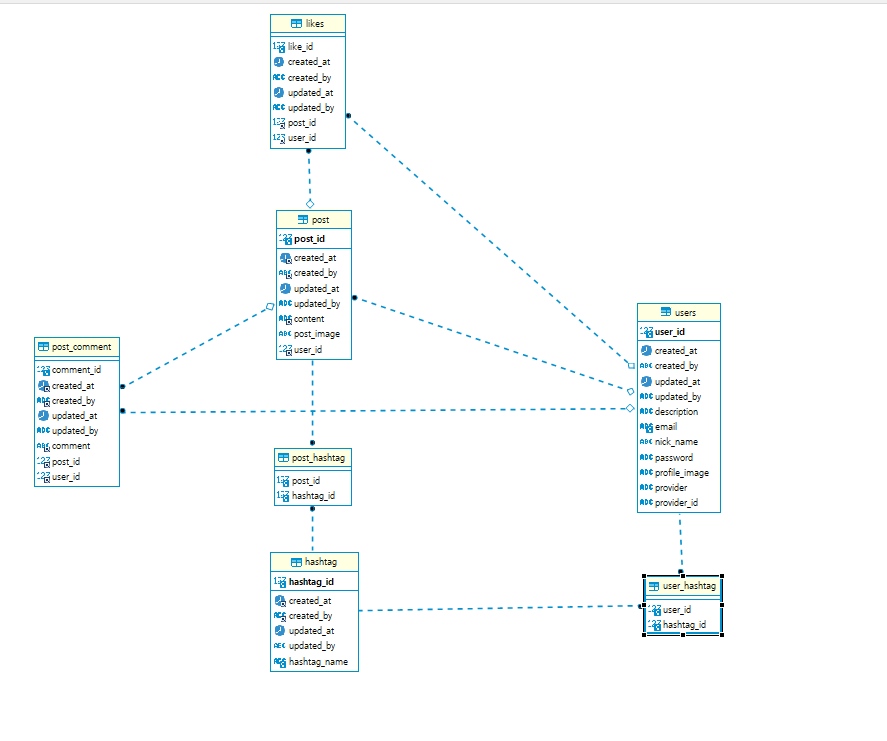 likes
like_id
created_at
created_by
updated_at
updated_by
post_id
user_id
post
post_id
created_at
created_by
updated_at
updated_by
content
post_image
user_id
users
user_id
created_at
created_by
updated_at
updated_by
description
email
nick_name
password
profile_image
provider
provider_id
post_comment
comment_id
created_at
created_by
updated_at
updated_by
comment
post_id
user_id
post_hashtag
post_id
hashtag_id
hashtag
hashtag_id
created_at
created_by
updated_at
updated_by
hashtag_name
user_hashtag
user_id
hashtag_id